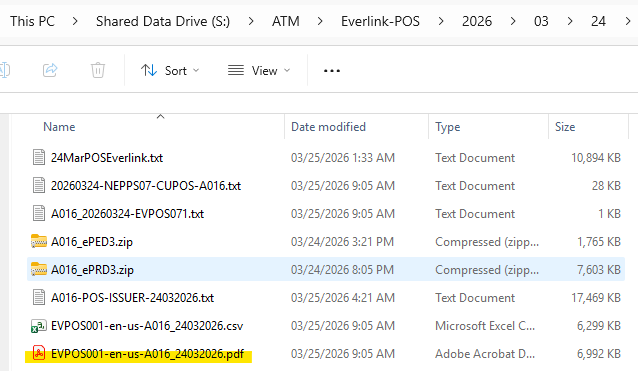 This PC > Shared Data Drive (S:) > ATM > Everlink-POS > 2026 > 03 > 24 >
Sort View ...
Name Date modified Type Size
24MarPOSEverlink.txt 03/25/2026 1:33 AM Text Document 10,894 KB
20260324-NEPPS07-CUPOS-A016.txt 03/25/2026 9:05 AM Text Document 28 KB
A016_20260324-EVPOS071.txt 03/25/2026 9:05 AM Text Document 1 KB
A016_ePED3.zip 03/24/2026 3:21 PM Compressed (zipp... 1,765 KB
A016_ePRD3.zip 03/24/2026 8:05 PM Compressed (zipp... 7,603 KB
A016-POS-ISSUER-24032026.txt 03/25/2026 4:21 AM Text Document 17,469 KB
EVPOS001-en-us-A016_24032026.csv 03/25/2026 9:05 AM Microsoft Excel C... 6,299 KB
EVPOS001-en-us-A016_24032026.pdf 03/25/2026 9:05 AM Adobe Acrobat D... 6,992 KB